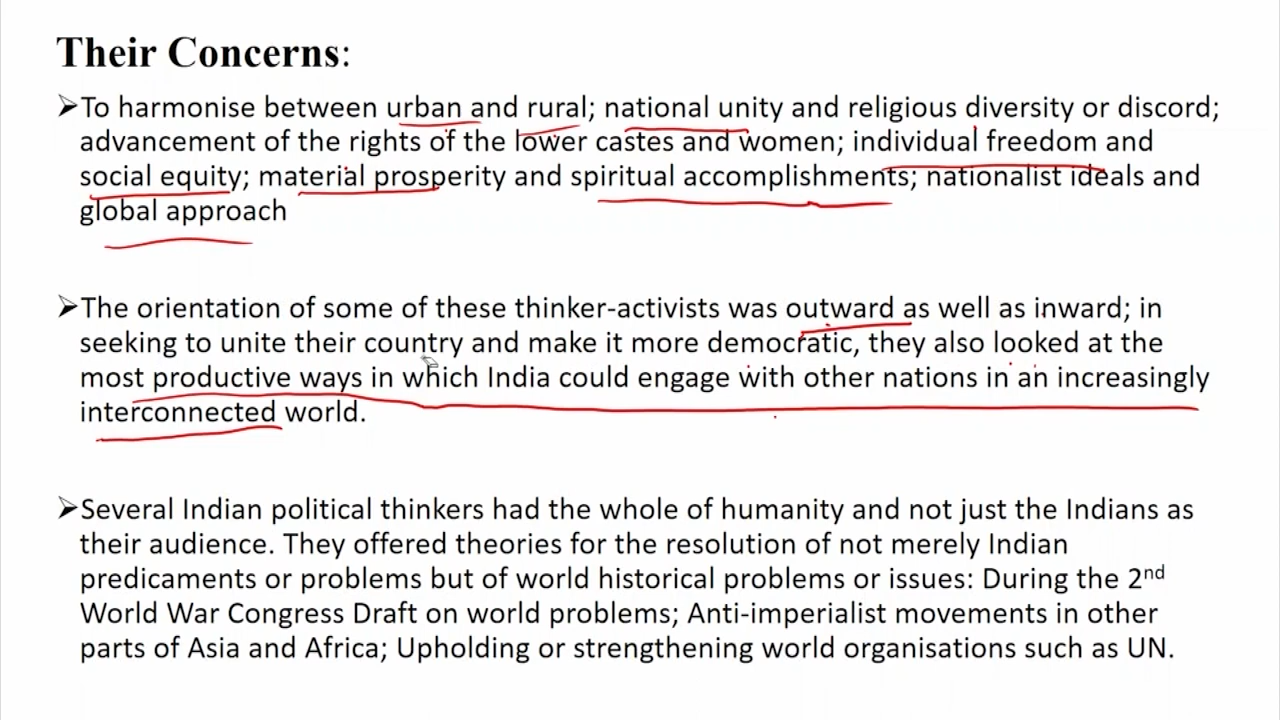 Their Concerns:
➢To harmonise between urban and rural; national unity and religious diversity or discord;
advancement of the rights of the lower castes and women; individual freedom and
social equity; material prosperity and spiritual accomplishments; nationalist ideals and
global approach
➢The orientation of some of these thinker-activists was outward as well as inward; in
seeking to unite their country and make it more democratic, they also looked at the
most productive ways in which India could engage with other nations in an increasingly
interconnected world.
➢Several Indian political thinkers had the whole of humanity and not just the Indians as
their audience. They offered theories for the resolution of not merely Indian
predicaments or problems but of world historical problems or issues: During the 2nd
World War Congress Draft on world problems; Anti-imperialist movements in other
parts of Asia and Africa; Upholding or strengthening world organisations such as UN.